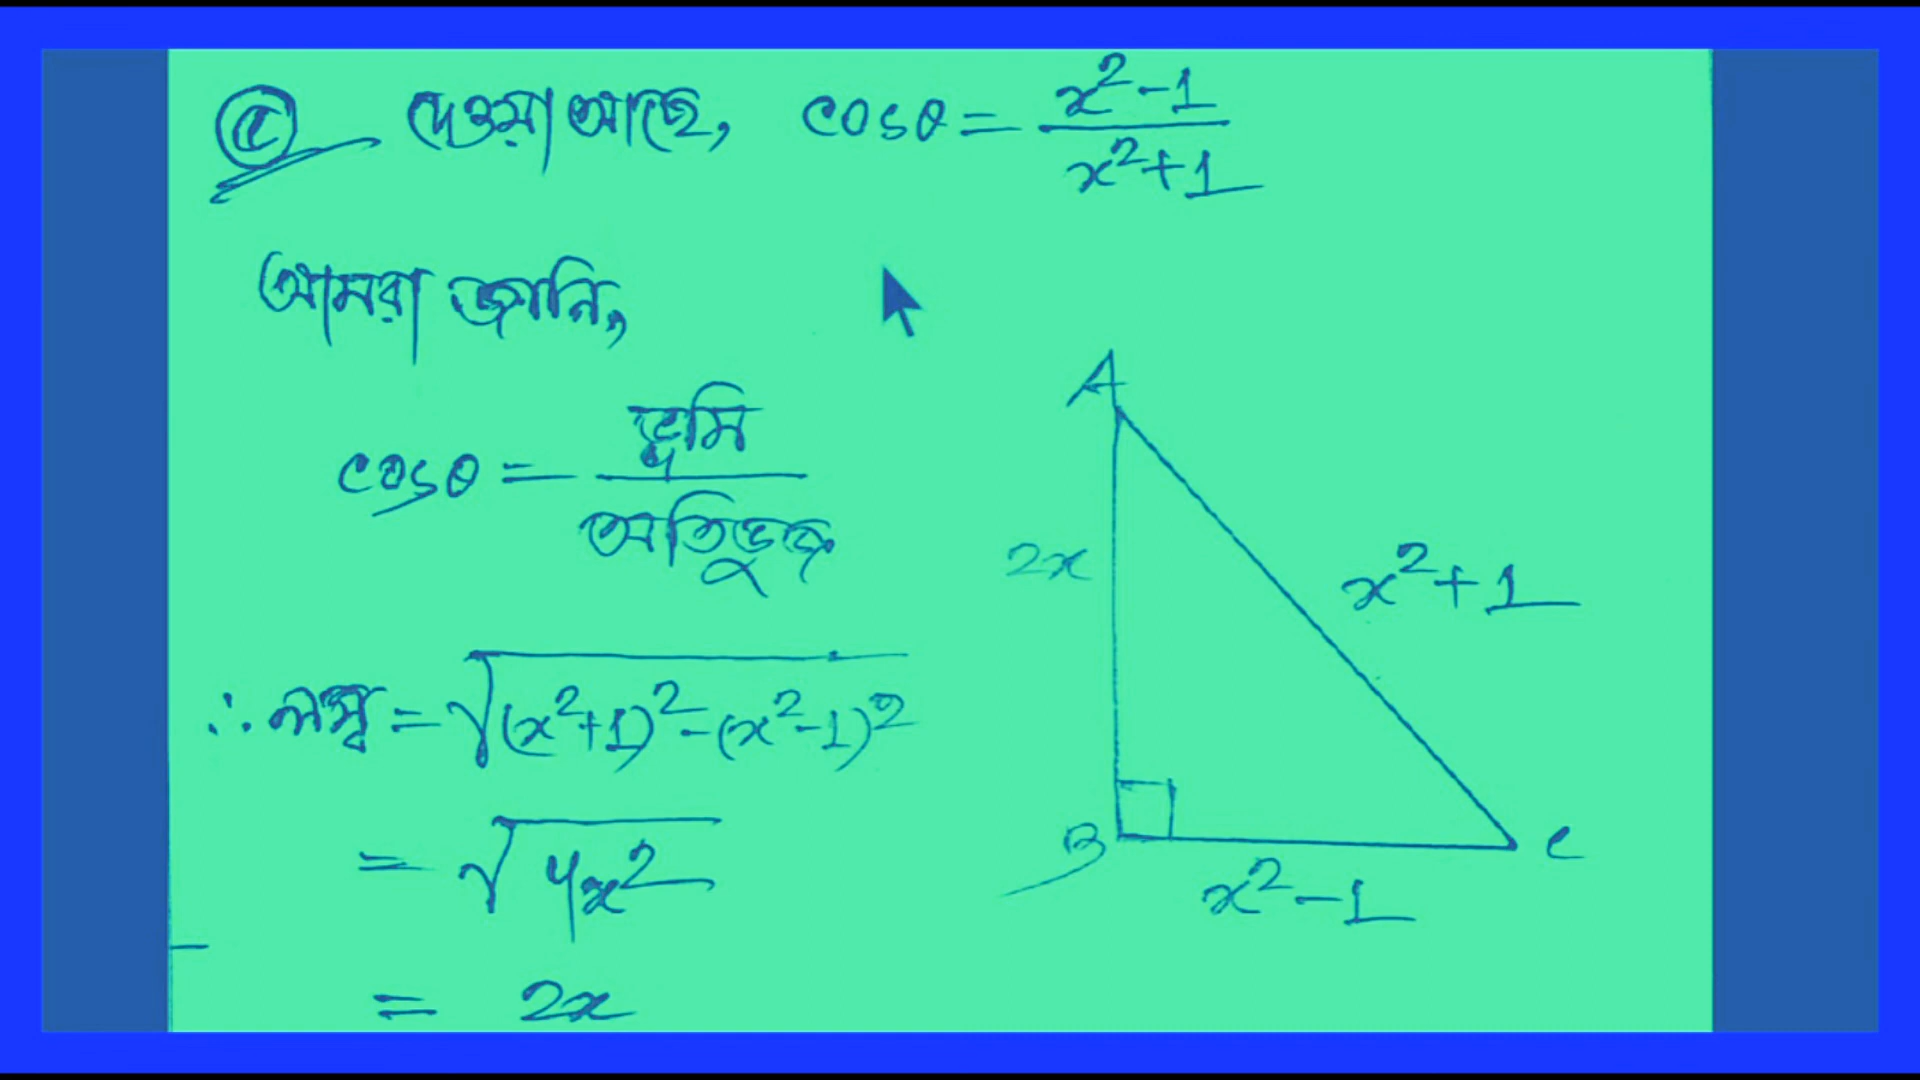 (c) দেওয়া আছে, cosθ = (x²-1)/(x²+1)
আমরা জানি,
cosθ = ভূমি/অতিভুজ
∴ লম্ব = √((x²+1)²-(x²-1)²)
= √(4x²)
= 2x
A
2x
x²+1
B
C
x²-1